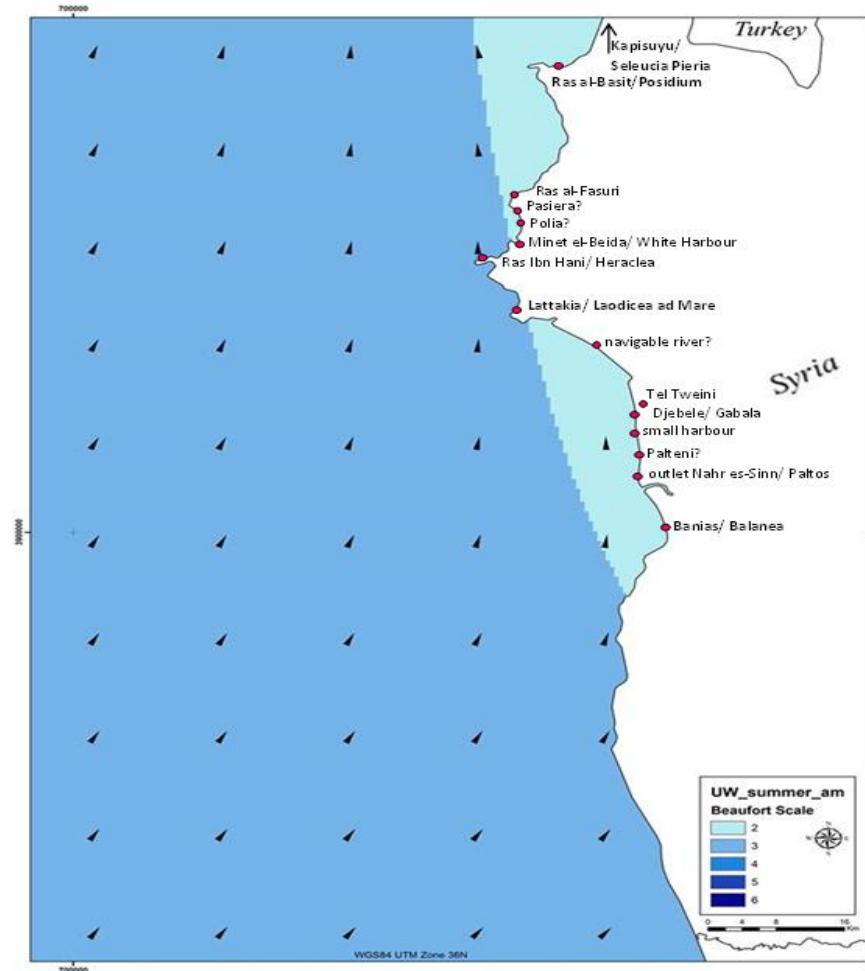 700000
Turkey
Kapisuyu/
Seleucia Pieria
Ras al-Basit/ Posidium
Ras al-Fasuri
Pasiera?
Polia?
Minet el-Beida/ White Harbour
Ras Ibn Hani/ Heraclea
Lattakia/ Laodicea ad Mare
navigable river?
Syria
Tel Tweini
Djebele/ Gabala
small harbour
Palteni?
outlet Nahr es-Sinn/ Paltos
Banias/ Balanea
UW_summer_am
Beaufort Scale
2
3
4
5
6
0 4 8 16
Km
WGS84 UTM Zone 36N
700000